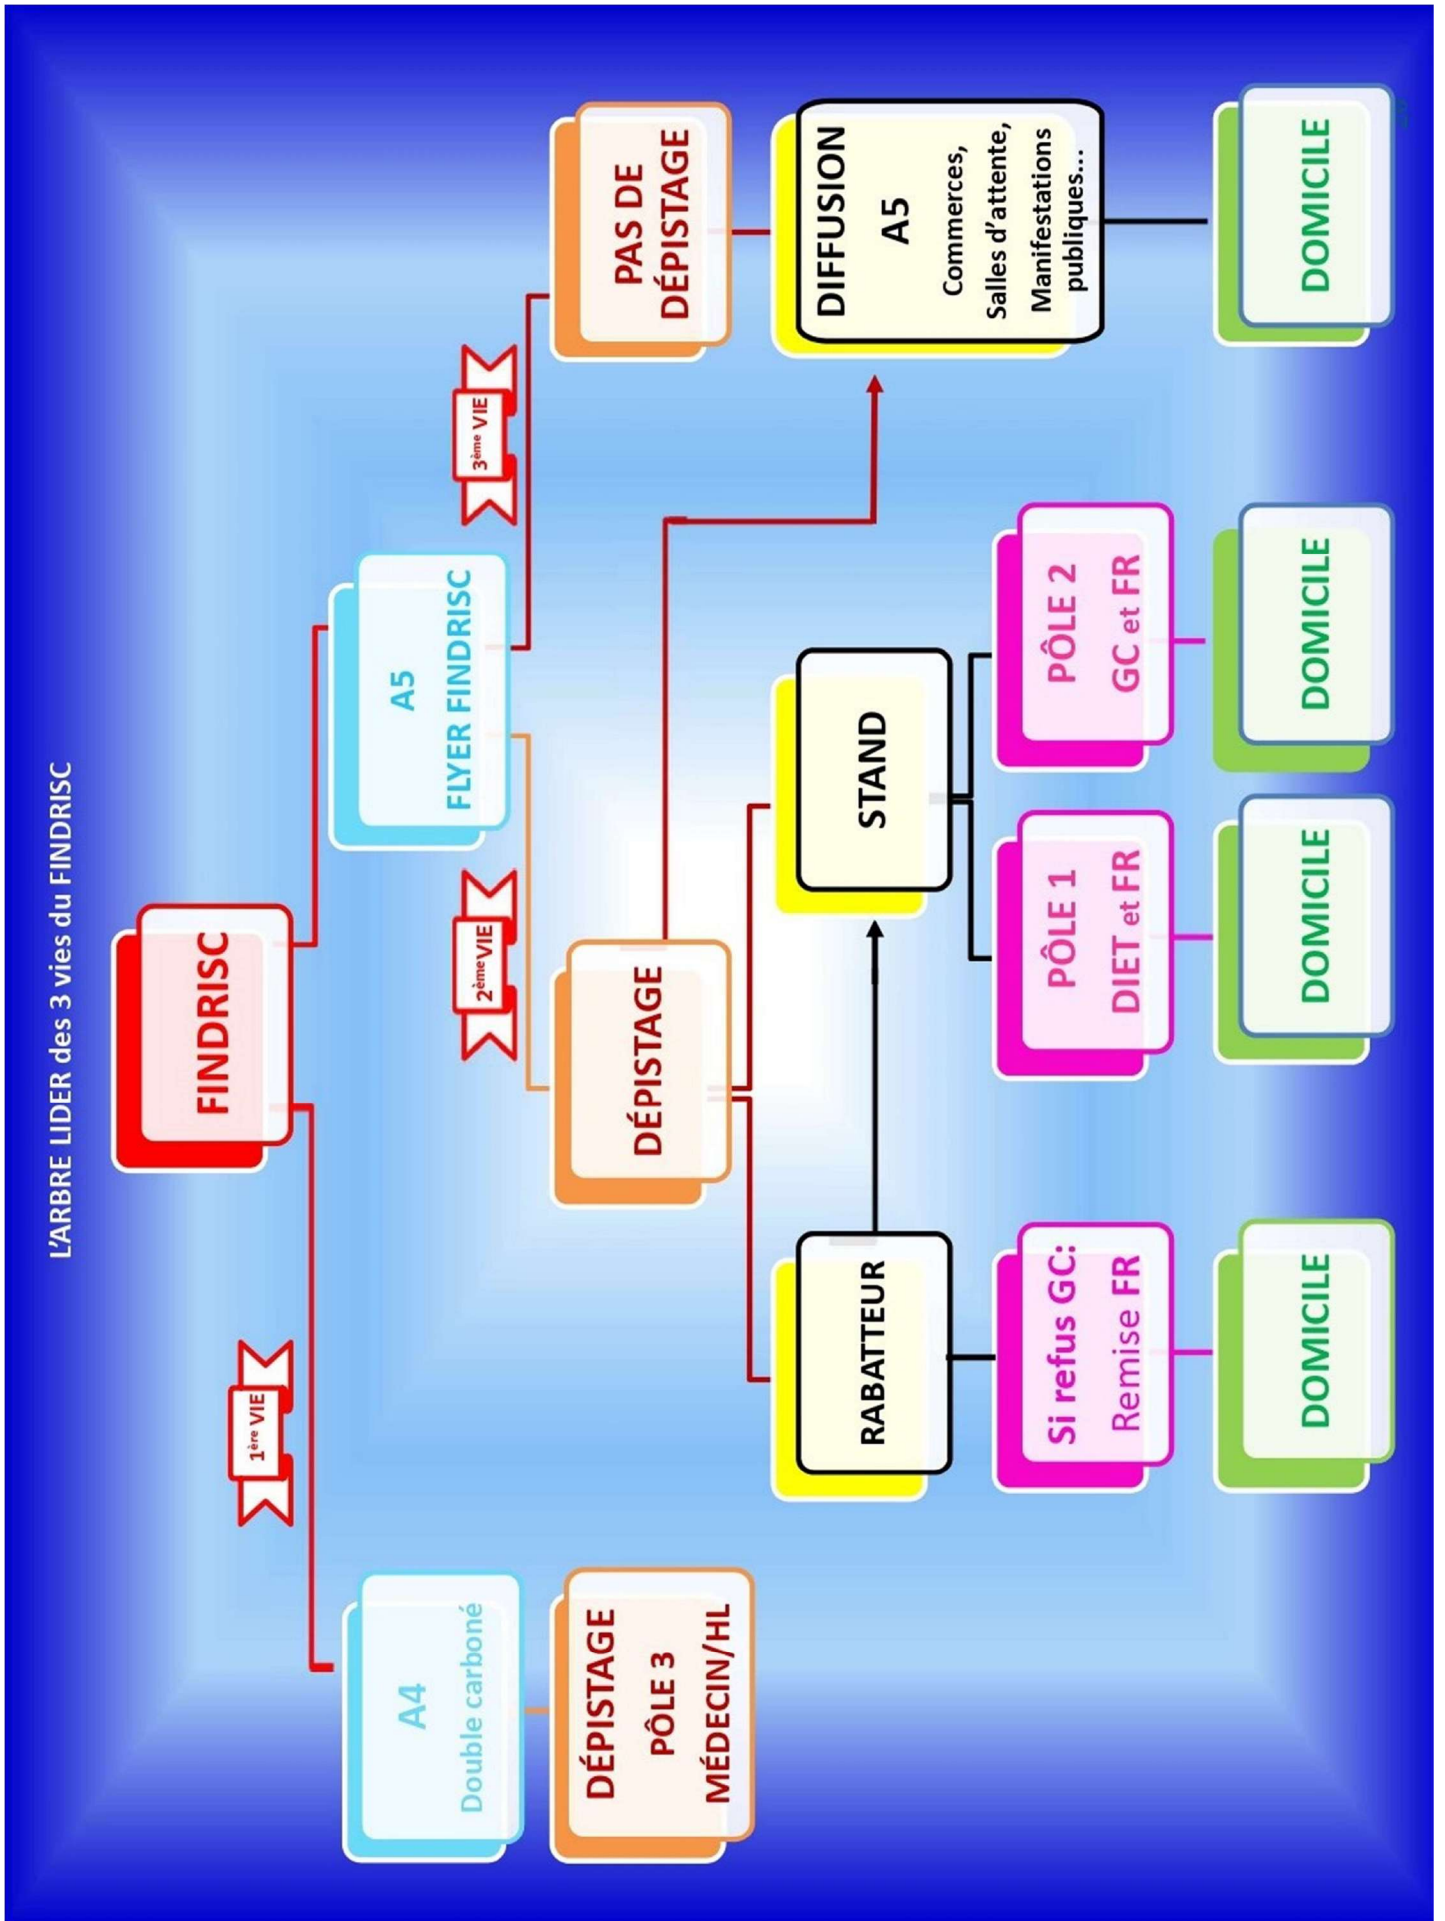 L'ARBRE LIDER des 3 vies du FINDRISC
FINDRISC
1ère VIE
A4
Double carboné
DÉPISTAGE
PÔLE 3
MÉDECIN/HL
A5
FLYER FINDRISC
2ème VIE
3ème VIE
DÉPISTAGE
PAS DE
DÉPISTAGE
RABATTEUR
STAND
DIFFUSION
A5
Commerces,
Salles d'attente,
Manifestations
publiques...
Si refus GC:
Remise FR
PÔLE 1
DIET et FR
PÔLE 2
GC et FR
DOMICILE
DOMICILE
DOMICILE
DOMICILE